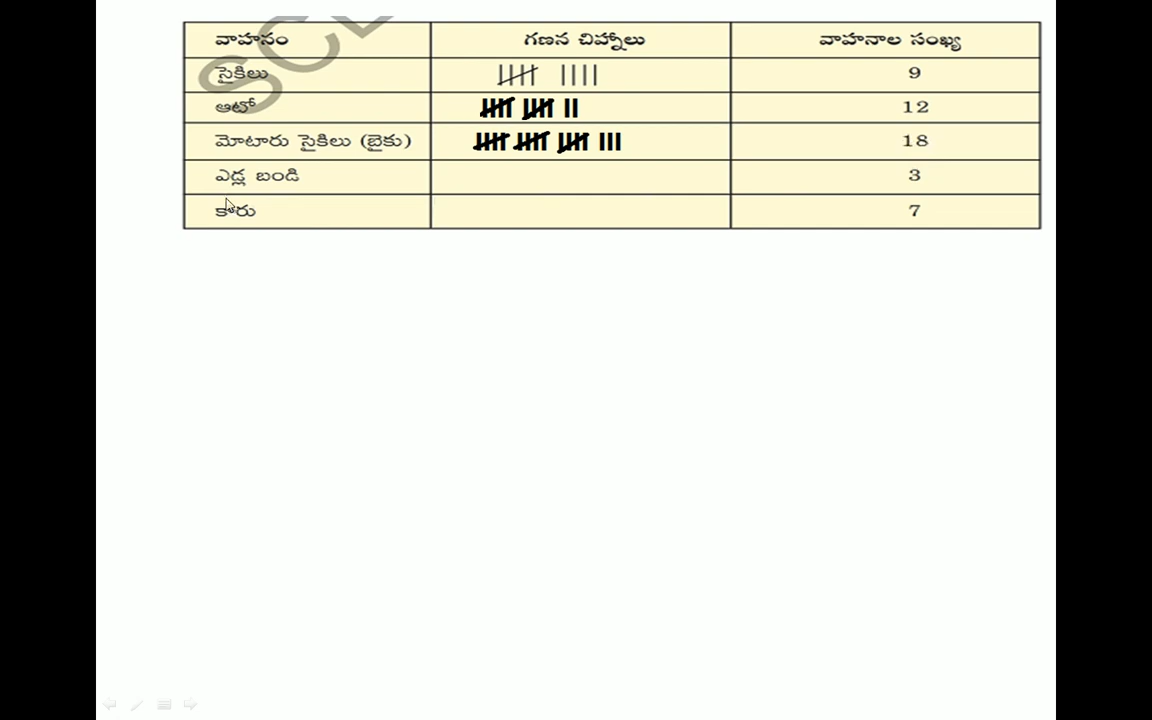 వాహనం గణన చిహ్నాలు వాహనాల సంఖ్య
సైకిలు 9
ఆటో 12
మోటారు సైకిలు (బైకు) 18
ఎడ్ల బండి 3
కారు 7